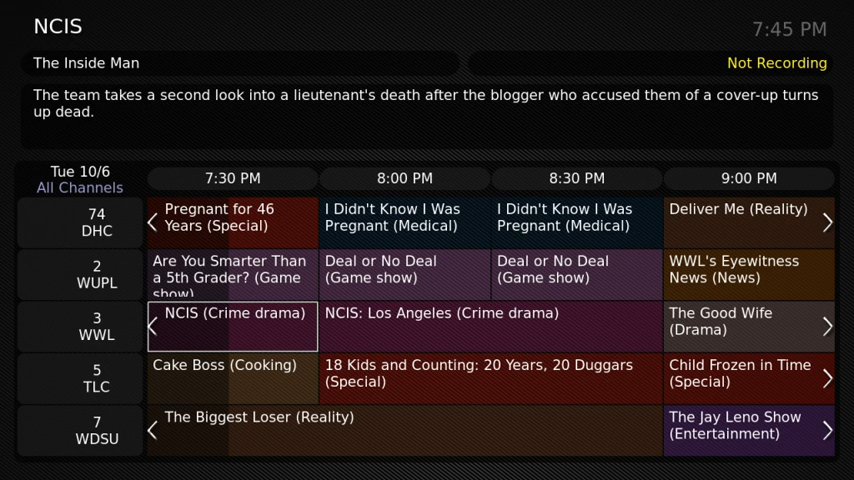 NCIS
7:45 PM
The Inside Man
Not Recording
The team takes a second look into a lieutenant's death after the blogger who accused them of a cover-up turns
up dead.
Tue 10/6
All Channels
7:30 PM
8:00 PM
8:30 PM
9:00 PM
74
DHC
Pregnant for 46
Years (Special)
I Didn't Know I Was
Pregnant (Medical)
I Didn't Know I Was
Pregnant (Medical)
Deliver Me (Reality)
2
WUPL
Are You Smarter Than
a 5th Grader? (Game
show)
Deal or No Deal
(Game show)
Deal or No Deal
(Game show)
WWL's Eyewitness
News (News)
3
WWL
NCIS (Crime drama)
NCIS: Los Angeles (Crime drama)
The Good Wife
(Drama)
5
TLC
Cake Boss (Cooking)
18 Kids and Counting: 20 Years, 20 Duggars
(Special)
Child Frozen in Time
(Special)
7
WDSU
The Biggest Loser (Reality)
The Jay Leno Show
(Entertainment)